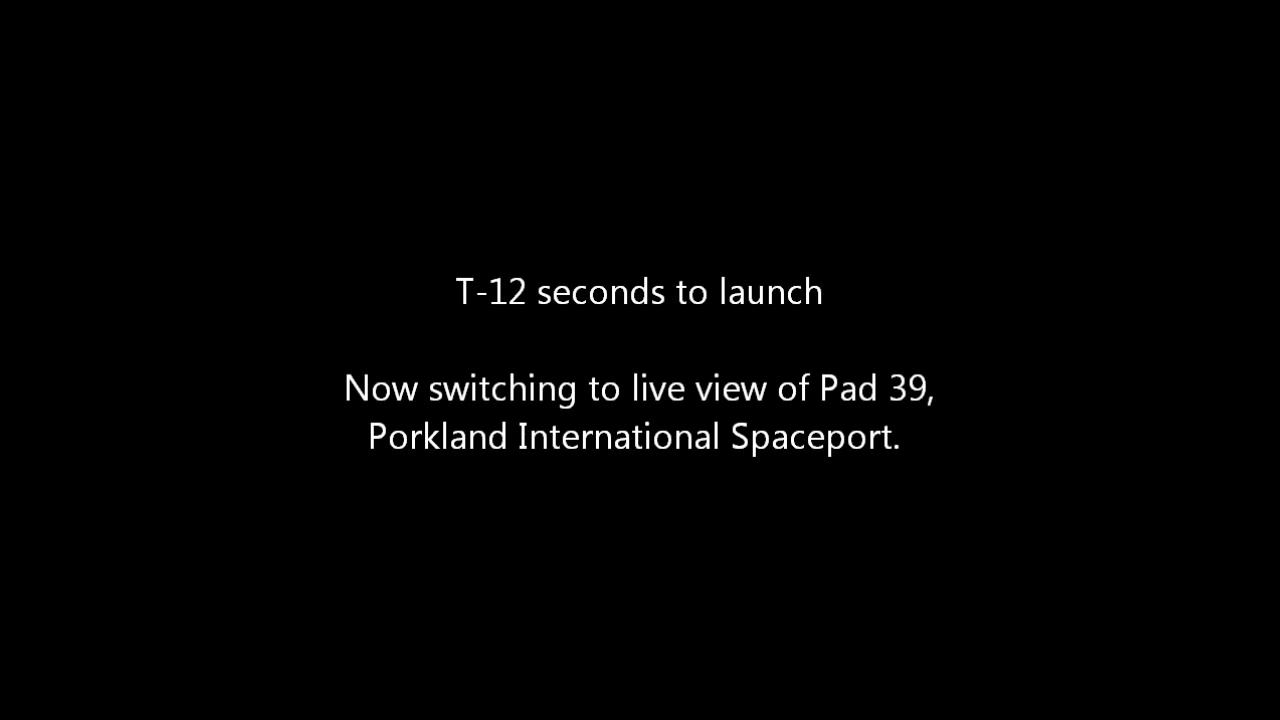 T-12 seconds to launch
Now switching to live view of Pad 39,
Porkland International Spaceport.